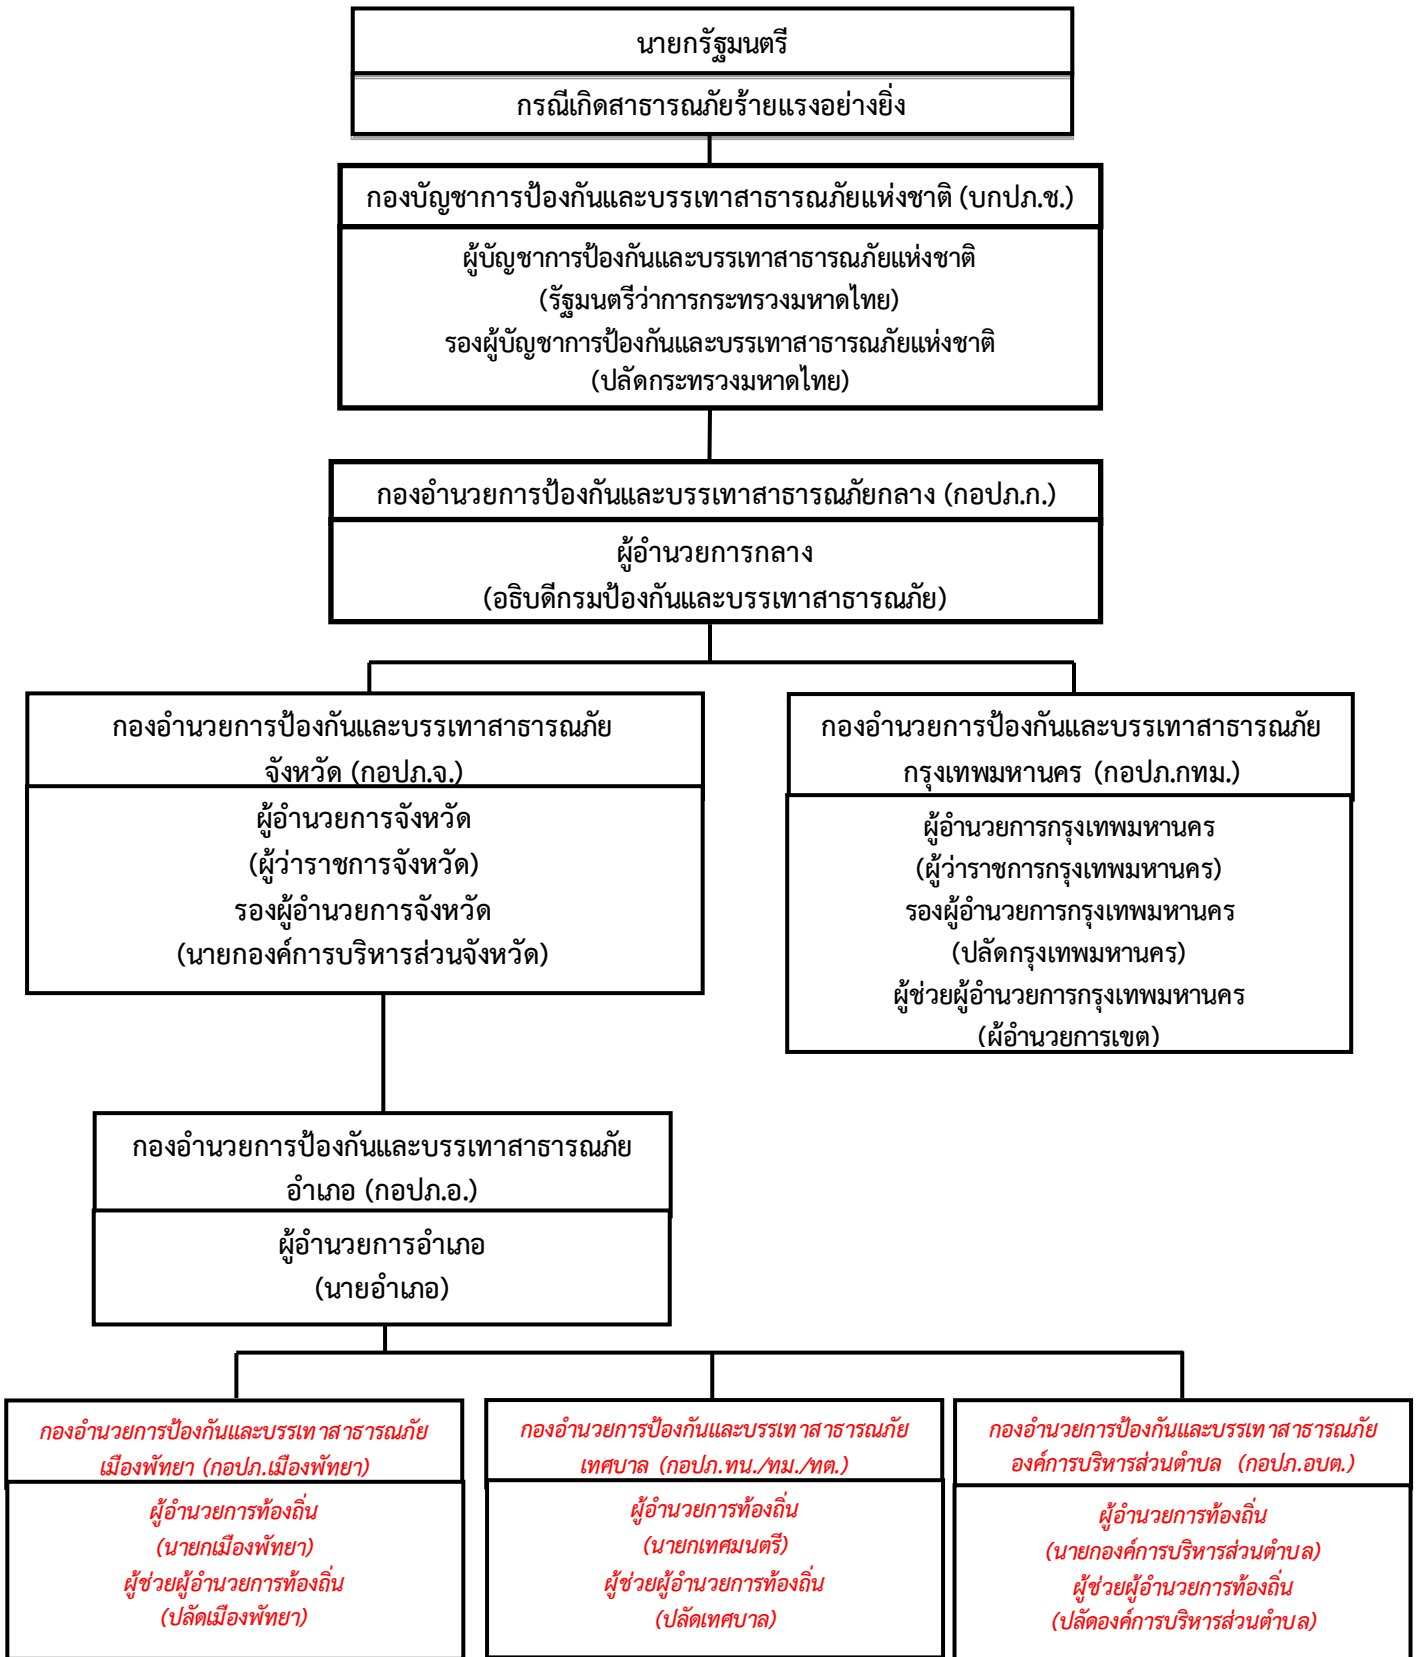 นายกรัฐมนตรี
กรณีเกิดสาธารณภัยร้ายแรงอย่างยิ่ง
กองบัญชาการป้องกันและบรรเทาสาธารณภัยแห่งชาติ (บกปภ.ช.)
ผู้บัญชาการป้องกันและบรรเทาสาธารณภัยแห่งชาติ
(รัฐมนตรีว่าการกระทรวงมหาดไทย)
รองผู้บัญชาการป้องกันและบรรเทาสาธารณภัยแห่งชาติ
(ปลัดกระทรวงมหาดไทย)
กองอำนวยการป้องกันและบรรเทาสาธารณภัยกลาง (กอปภ.ก.)
ผู้อำนวยการกลาง
(อธิบดีกรมป้องกันและบรรเทาสาธารณภัย)
กองอำนวยการป้องกันและบรรเทาสาธารณภัย
จังหวัด (กอปภ.จ.)
ผู้อำนวยการจังหวัด
(ผู้ว่าราชการจังหวัด)
รองผู้อำนวยการจังหวัด
(นายกองค์การบริหารส่วนจังหวัด)
กองอำนวยการป้องกันและบรรเทาสาธารณภัย
กรุงเทพมหานคร (กอปภ.กทม.)
ผู้อำนวยการกรุงเทพมหานคร
(ผู้ว่าราชการกรุงเทพมหานคร)
รองผู้อำนวยการกรุงเทพมหานคร
(ปลัดกรุงเทพมหานคร)
ผู้ช่วยผู้อำนวยการกรุงเทพมหานคร
(ผู้อำนวยการเขต)
กองอำนวยการป้องกันและบรรเทาสาธารณภัย
อำเภอ (กอปภ.อ.)
ผู้อำนวยการอำเภอ
(นายอำเภอ)
กองอำนวยการป้องกันและบรรเทาสาธารณภัย
เมืองพัทยา (กอปภ.เมืองพัทยา)
ผู้อำนวยการท้องถิ่น
(นายกเมืองพัทยา)
ผู้ช่วยผู้อำนวยการท้องถิ่น
(ปลัดเมืองพัทยา)
กองอำนวยการป้องกันและบรรเทาสาธารณภัย
เทศบาล (กอปภ.ทน./ทม./ทต.)
ผู้อำนวยการท้องถิ่น
(นายกเทศมนตรี)
ผู้ช่วยผู้อำนวยการท้องถิ่น
(ปลัดเทศบาล)
กองอำนวยการป้องกันและบรรเทาสาธารณภัย
องค์การบริหารส่วนตำบล (กอปภ.อบต.)
ผู้อำนวยการท้องถิ่น
(นายกองค์การบริหารส่วนตำบล)
ผู้ช่วยผู้อำนวยการท้องถิ่น
(ปลัดองค์การบริหารส่วนตำบล)